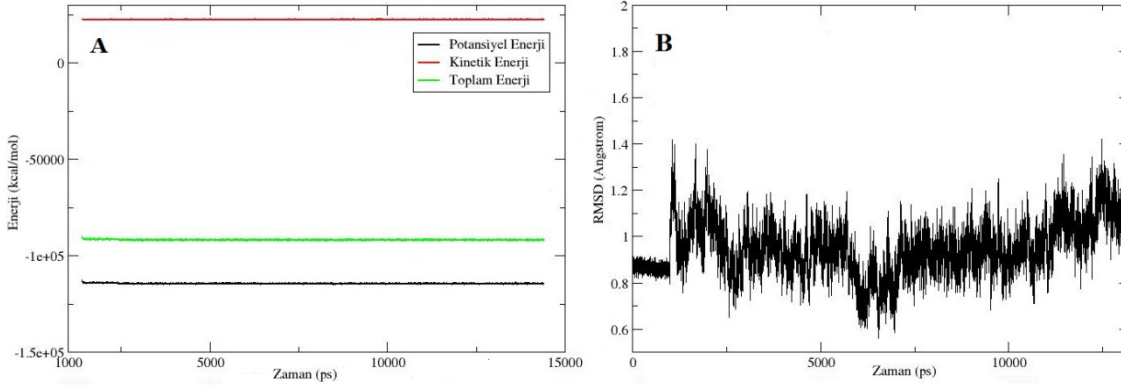 A
Potansiyel Enerji
Kinetik Enerji
Toplam Enerji
0
-50000
-1e+05
-1.5e+05
Enerji (kcal/mol)
1000
5000
10000
15000
Zaman (ps)
B
2
1.8
1.6
1.4
1.2
1
0.8
0.6
RMSD (Angstrom)
0
5000
10000
Zaman (ps)